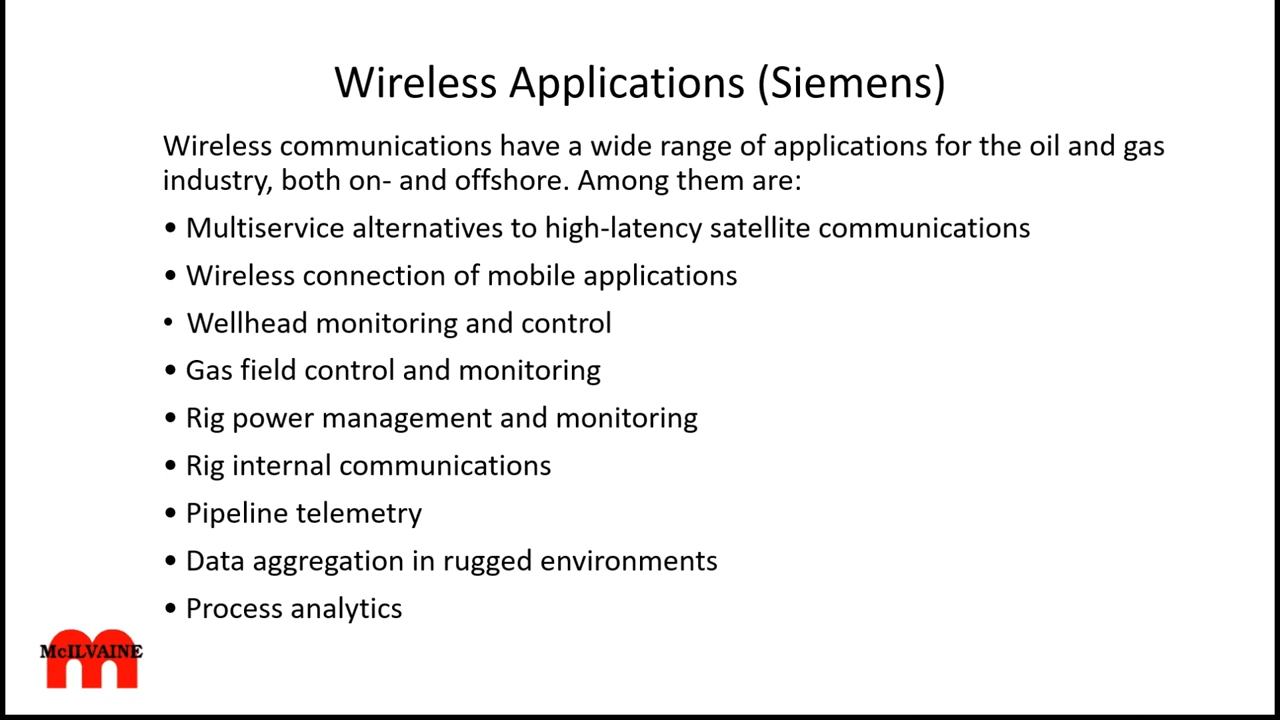 Wireless Applications (Siemens)
Wireless communications have a wide range of applications for the oil and gas
industry, both on- and offshore. Among them are:
• Multiservice alternatives to high-latency satellite communications
• Wireless connection of mobile applications
• Wellhead monitoring and control
• Gas field control and monitoring
• Rig power management and monitoring
• Rig internal communications
• Pipeline telemetry
• Data aggregation in rugged environments
• Process analytics
McILVAINE